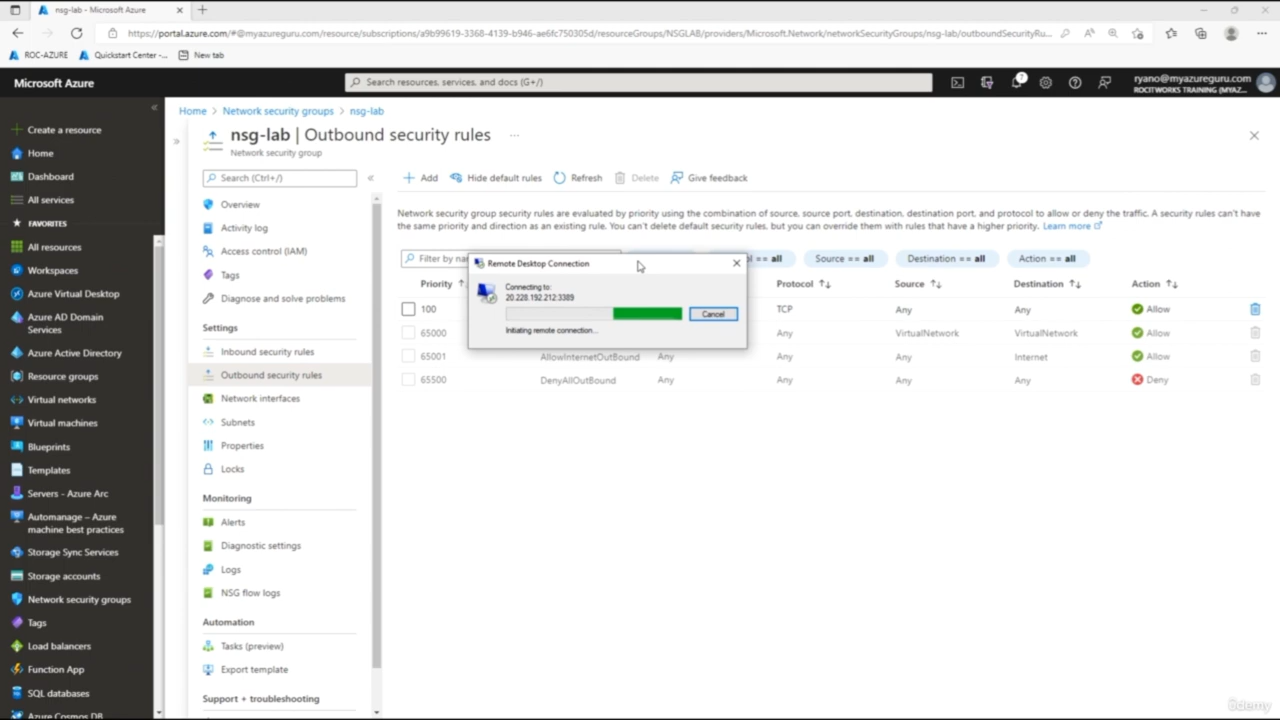 nsg-lab - Microsoft Azure
https://portal.azure.com/#@myazureguru.com/resource/subscriptions/a9b99619-3368-4139-b946-ae6fc750305d/resourceGroups/NSGLAB/providers/Microsoft.Network/networkSecurityGroups/nsg-lab/outboundSecurityRu...
ROC-AZURE
Quickstart Center -...
New tab
Microsoft Azure
Search resources, services, and docs (G+/)
7
ryano@myazureguru.com
ROCITWORKS TRAINING (MYAZ...
Create a resource
Home
Dashboard
All services
FAVORITES
All resources
Workspaces
Azure Virtual Desktop
Azure AD Domain
Services
Azure Active Directory
Resource groups
Virtual networks
Virtual machines
Blueprints
Templates
Servers - Azure Arc
Automanage – Azure
machine best practices
Storage Sync Services
Storage accounts
Network security groups
Tags
Load balancers
Function App
SQL databases
Azure Cosmos DB
Home > Network security groups > nsg-lab
nsg-lab | Outbound security rules ...
Network security group
Search (Ctrl+/)
Overview
Activity log
Access control (IAM)
Tags
Diagnose and solve problems
Settings
Inbound security rules
Outbound security rules
Network interfaces
Subnets
Properties
Locks
Monitoring
Alerts
Diagnostic settings
Logs
NSG flow logs
Automation
Tasks (preview)
Export template
Support + troubleshooting
Add
Hide default rules
Refresh
Delete
Give feedback
Network security group security rules are evaluated by priority using the combination of source, source port, destination, destination port, and protocol to allow or deny the traffic. A security rules can't have
the same priority and direction as an existing rule. You can't delete default security rules, but you can override them with rules that have a higher priority. Learn more
Filter by nam
ol == all
Source == all
Destination == all
Action == all
Priority
Protocol
Source
Destination
Action
100 TCP Any Any Allow
65000 Any VirtualNetwork VirtualNetwork Allow
65001 AllowInternetOutBound Any Any Any Internet Allow
65500 DenyAllOutBound Any Any Any Any Deny
Remote Desktop Connection
Connecting to:
20.228.192.212:3389
Cancel
Initiating remote connection...
ûdemy